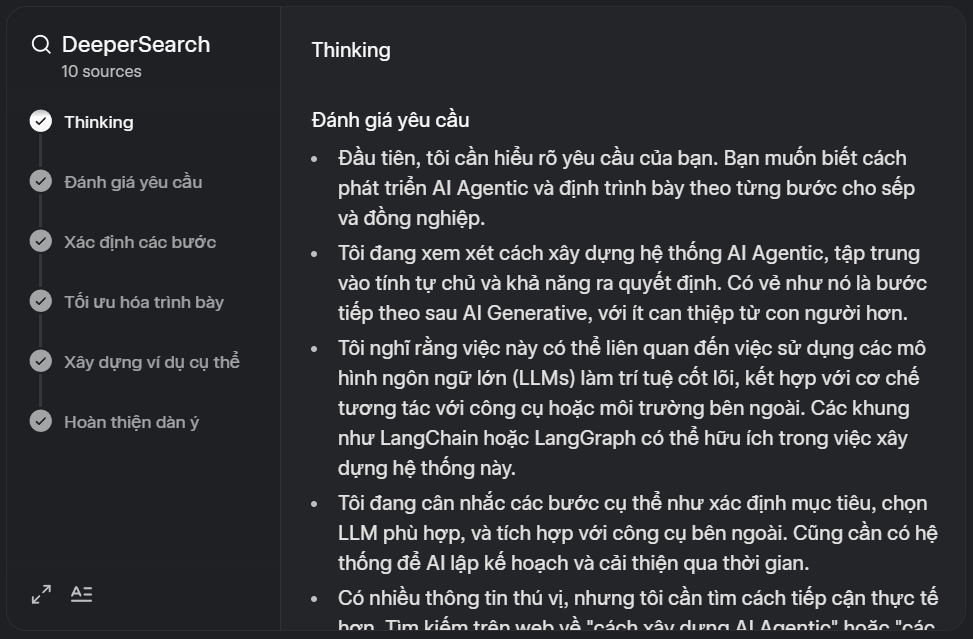 DeeperSearch
10 sources
Thinking
Đánh giá yêu cầu
Xác định các bước
Tối ưu hóa trình bày
Xây dựng ví dụ cụ thể
Hoàn thiện dàn ý
Thinking
Đánh giá yêu cầu
Đầu tiên, tôi cần hiểu rõ yêu cầu của bạn. Bạn muốn biết cách
phát triển AI Agentic và định trình bày theo từng bước cho sếp
và đồng nghiệp.
Tôi đang xem xét cách xây dựng hệ thống AI Agentic, tập trung
vào tính tự chủ và khả năng ra quyết định. Có vẻ như nó là bước
tiếp theo sau AI Generative, với ít can thiệp từ con người hơn.
Tôi nghĩ rằng việc này có thể liên quan đến việc sử dụng các mô
hình ngôn ngữ lớn (LLMs) làm trí tuệ cốt lõi, kết hợp với cơ chế
tương tác với công cụ hoặc môi trường bên ngoài. Các khung
như LangChain hoặc LangGraph có thể hữu ích trong việc xây
dựng hệ thống này.
Tôi đang cân nhắc các bước cụ thể như xác định mục tiêu, chọn
LLM phù hợp, và tích hợp với công cụ bên ngoài. Cũng cần có hệ
thống để AI lập kế hoạch và cải thiện qua thời gian.
Có nhiều thông tin thú vị, nhưng tôi cần tìm cách tiếp cận thực tế
hơn. Tìm kiếm trên web về "cách xây dựng AI Agentic" hoặc "các